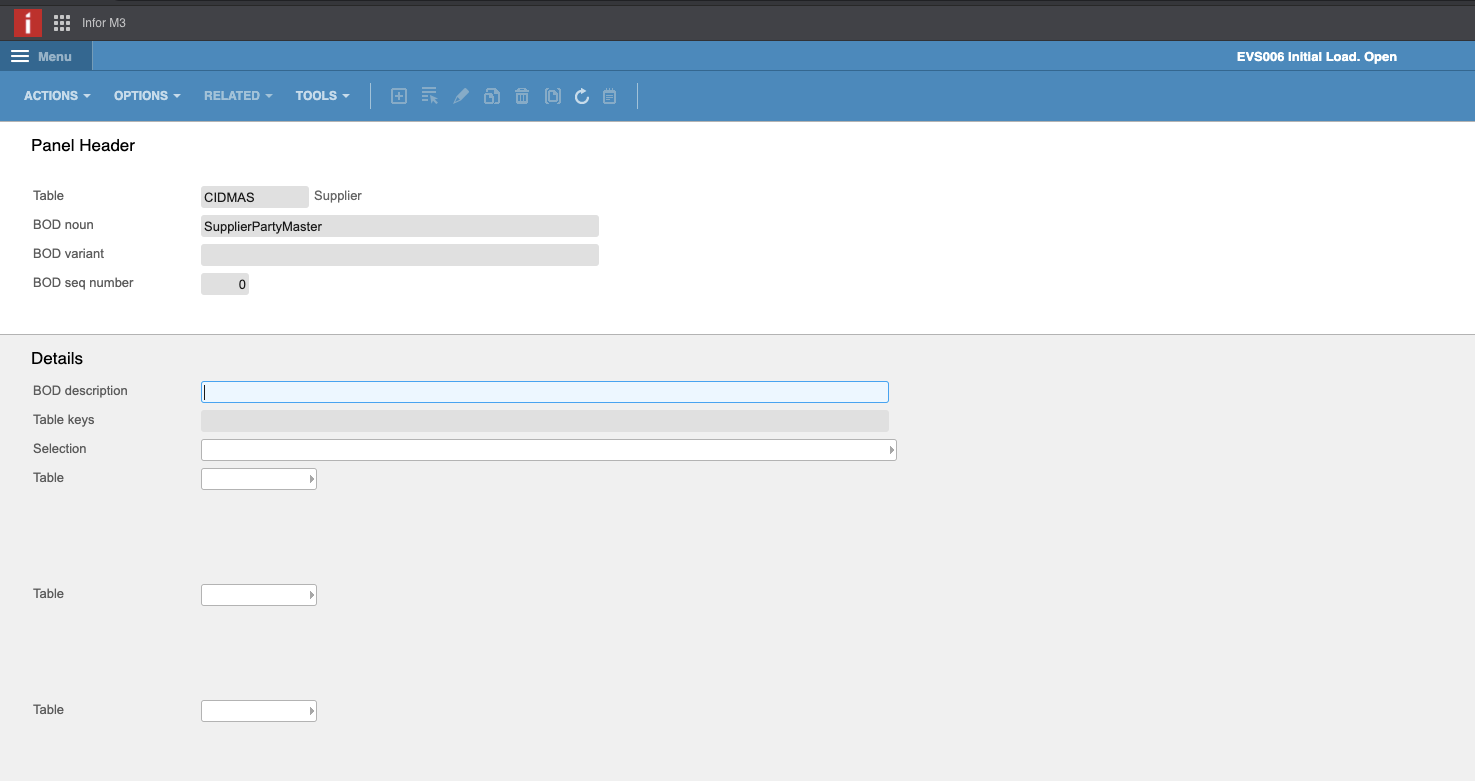 Infor M3
Menu
EVS006 Initial Load. Open
ACTIONS OPTIONS RELATED TOOLS
Panel Header
Table CIDMAS Supplier
BOD noun SupplierPartyMaster
BOD variant
BOD seq number 0
Details
BOD description
Table keys
Selection
Table
Table
Table